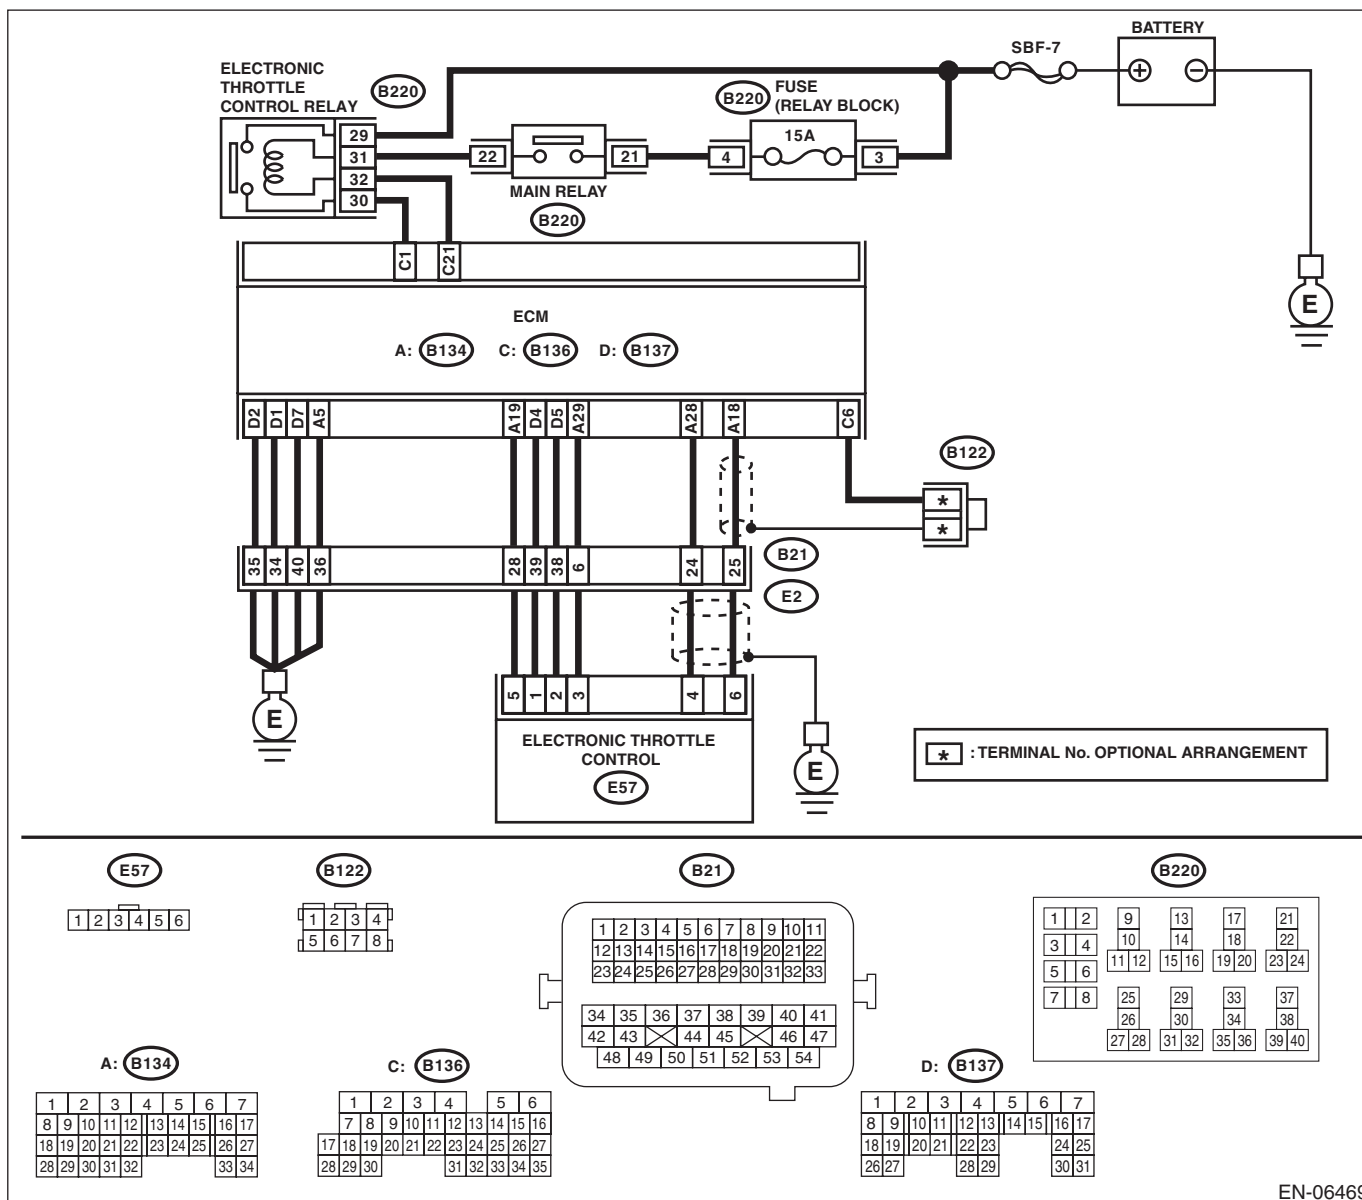 BATTERY
SBF-7
ELECTRONIC
THROTTLE
CONTROL RELAY
B220
B220
FUSE
(RELAY BLOCK)
15A
29
31
32
30
22
21
4
3
MAIN RELAY
B220
C1
C21
E
ECM
A: B134 C: B136 D: B137
D2 D1 D7 A5 A19 D4 D5 A29 A28 A18 C6
B122
*
*
B21
35 34 40 36 28 39 38 6 24 25
E2
5 1 2 3 4 6
E
ELECTRONIC THROTTLE
CONTROL
E57
E
* : TERMINAL No. OPTIONAL ARRANGEMENT
E57
1 2 3 4 5 6
B122
1 2 3 4
5 6 7 8
B21
1 2 3 4 5 6 7 8 9 10 11
12 13 14 15 16 17 18 19 20 21 22
23 24 25 26 27 28 29 30 31 32 33
34 35 36 37 38 39 40 41
42 43 44 45 46 47
48 49 50 51 52 53 54
B220
1 2 9 13 17 21
3 4 10 14 18 22
11 12 15 16 19 20 23 24
5 6
7 8 25 29 33 37
26 30 34 38
27 28 31 32 35 36 39 40
A: B134
1 2 3 4 5 6 7
8 9 10 11 12 13 14 15 16 17
18 19 20 21 22 23 24 25 26 27
28 29 30 31 32 33 34
C: B136
1 2 3 4 5 6
7 8 9 10 11 12 13 14 15 16
17 18 19 20 21 22 23 24 25 26 27
28 29 30 31 32 33 34 35
D: B137
1 2 3 4 5 6 7
8 9 10 11 12 13 14 15 16 17
18 19 20 21 22 23 24 25
26 27 28 29 30 31
EN-06469